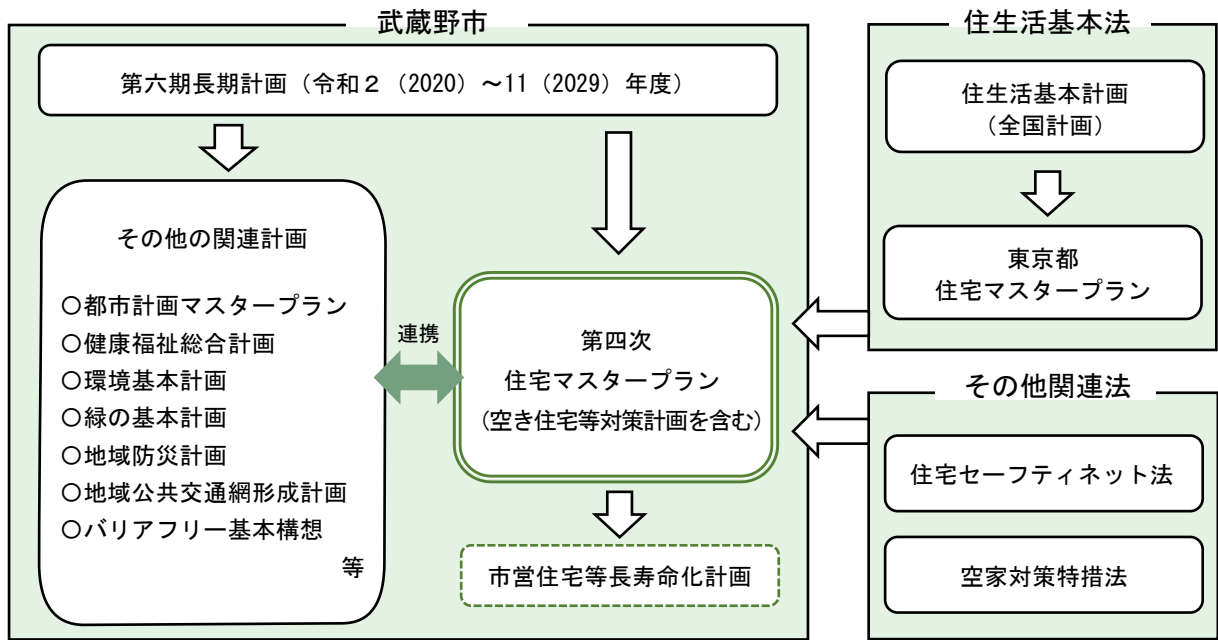 武蔵野市
第六期長期計画（令和２（2020）～11（2029）年度）
その他の関連計画
○都市計画マスタープラン
○健康福祉総合計画
○環境基本計画
○緑の基本計画
○地域防災計画
○地域公共交通網形成計画
○バリアフリー基本構想
等
連携
第四次
住宅マスタープラン
（空き住宅等対策計画を含む）
市営住宅等長寿命化計画
住生活基本法
住生活基本計画
（全国計画）
東京都
住宅マスタープラン
その他関連法
住宅セーフティネット法
空家対策特措法